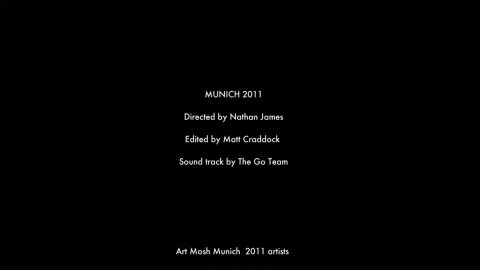 MUNICH 2011
Directed by Nathan James
Edited by Matt Craddock
Sound track by The Go Team
Art Mosh Munich 2011 artists